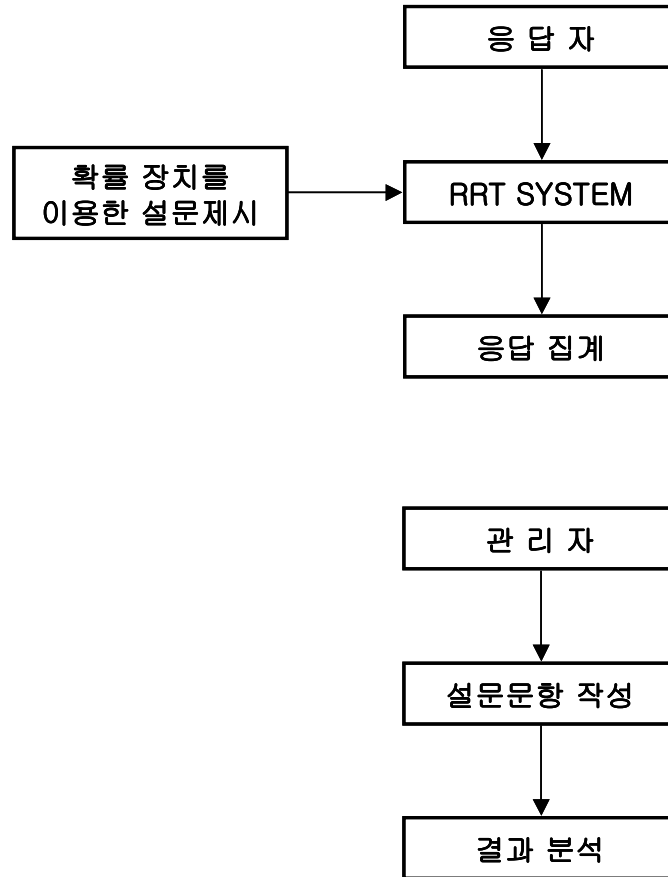 응 답 자
확률 장치를
이용한 설문제시
RRT SYSTEM
응답 집계
관 리 자
설문문항 작성
결과 분석